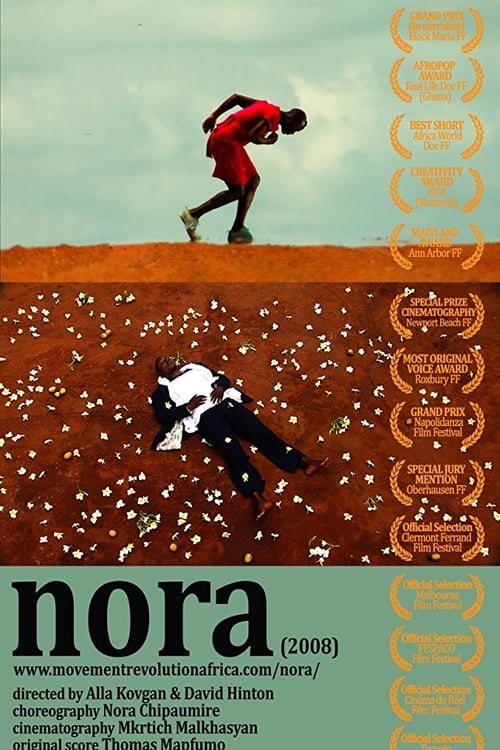 GRAND PRIX
(in narrative)
Black Maria FF
AFROPOP
AWARD
Real Life Doc FF
(Ghana)
BEST SHORT
Africa World
Doc FF
CREATIVITY
AWARD
FIFA
(Montreal)
MAITLAND
AWARD
Ann Arbor FF
SPECIAL PRIZE
CINEMATOGRAPHY
Newport Beach FF
MOST ORIGINAL
VOICE AWARD
Roxbury FF
GRAND PRIX
Napolidanza
Film Festival
SPECIAL JURY
MENTION
Oberhausen FF
Official Selection
Clermont Ferrand
Film Festival
Official Selection
Melbourne
Film Festival
Official Selection
FESPACO
Film Festival
Official Selection
Cinéma du Réel
Film Festival
Official Selection
nora (2008)
www.movementrevolutionafrica.com/nora/
directed by Alla Kovgan & David Hinton
choreography Nora Chipaumire
cinematography Mkrtich Malkhasyan
original score Thomas Mapfumo